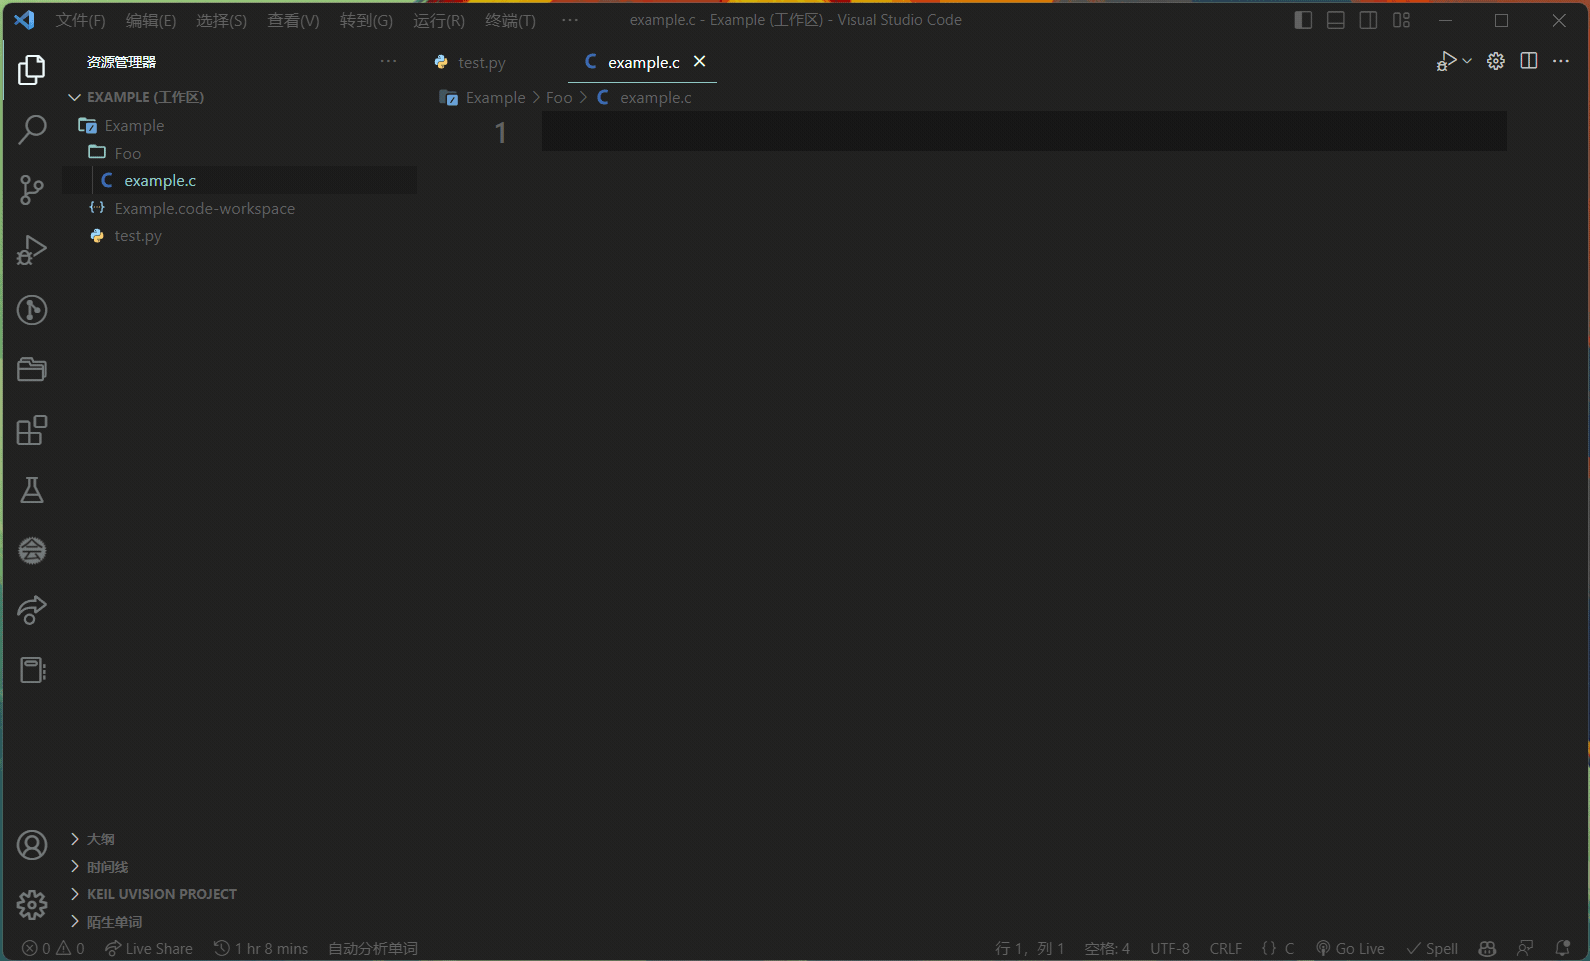 文件(F) 编辑(E) 选择(S) 查看(V) 转到(G) 运行(R) 终端(T) ··· example.c - Example (工作区) - Visual Studio Code
资源管理器 ···
EXAMPLE (工作区)
Example
Foo
example.c
Example.code-workspace
test.py
大纲
时间线
KEIL UVISION PROJECT
陌生单词
test.py example.c
Example > Foo > C example.c
1
0 0 Live Share 1 hr 8 mins 自动分析单词 行 1, 列 1 空格: 4 UTF-8 CRLF {} C Go Live Spell